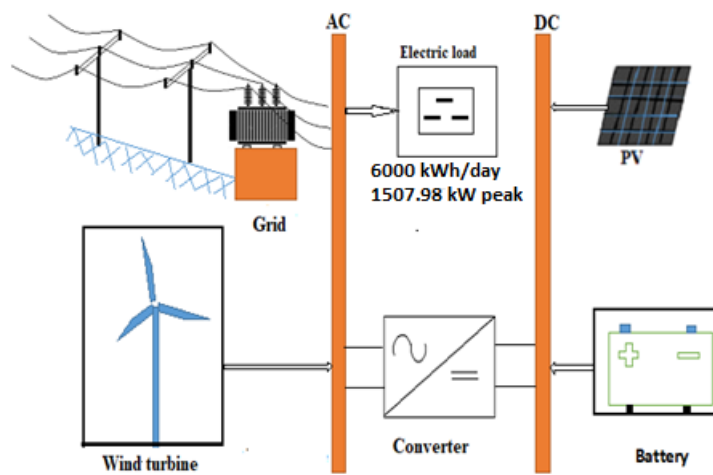 AC
DC
Electric load
6000 kWh/day
1507.98 kW peak
PV
Grid
Wind turbine
Converter
Battery